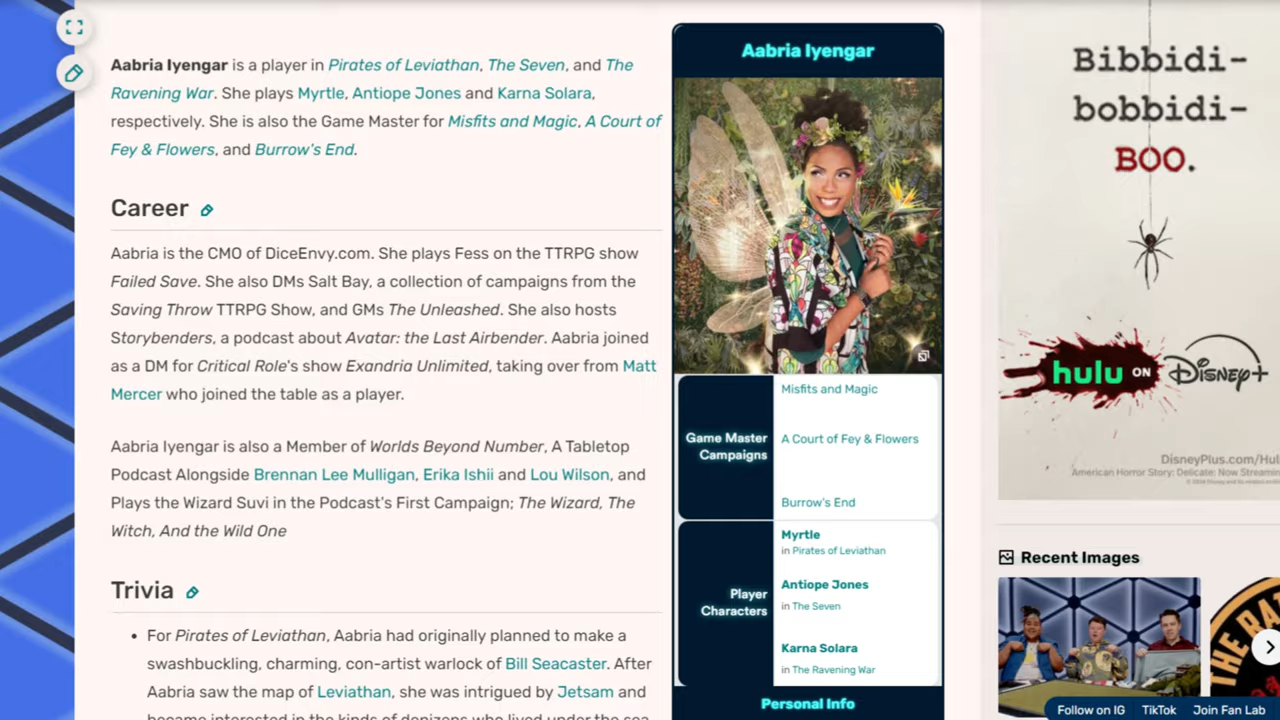 Aabria Iyengar is a player in Pirates of Leviathan, The Seven, and The
Ravening War. She plays Myrtle, Antiope Jones and Karna Solara,
respectively. She is also the Game Master for Misfits and Magic, A Court of
Fey & Flowers, and Burrow's End.
Career
Aabria is the CMO of DiceEnvy.com. She plays Fess on the TTRPG show
Failed Save. She also DMs Salt Bay, a collection of campaigns from the
Saving Throw TTRPG Show, and GMs The Unleashed. She also hosts
Storybenders, a podcast about Avatar: the Last Airbender. Aabria joined
as a DM for Critical Role's show Exandria Unlimited, taking over from Matt
Mercer who joined the table as a player.
Aabria Iyengar is also a Member of Worlds Beyond Number, A Tabletop
Podcast Alongside Brennan Lee Mulligan, Erika Ishii and Lou Wilson, and
Plays the Wizard Suvi in the Podcast's First Campaign; The Wizard, The
Witch, And the Wild One
Trivia
• For Pirates of Leviathan, Aabria had originally planned to make a
swashbuckling, charming, con-artist warlock of Bill Seacaster. After
Aabria saw the map of Leviathan, she was intrigued by Jetsam and
became interested in the kinds of denizens who lived under the sea
Aabria Iyengar
Game Master
Campaigns
Misfits and Magic
A Court of Fey & Flowers
Burrow's End
Player
Characters
Myrtle
in Pirates of Leviathan
Antiope Jones
in The Seven
Karna Solara
in The Ravening War
Personal Info
Bibbidi-
bobbidi-
BOO.
hulu ON Disney+
DisneyPlus.com/Hul
American Horror Story: Delicate: Now Streamin
Recent Images
THE RA
Follow on IG TikTok Join Fan Lab